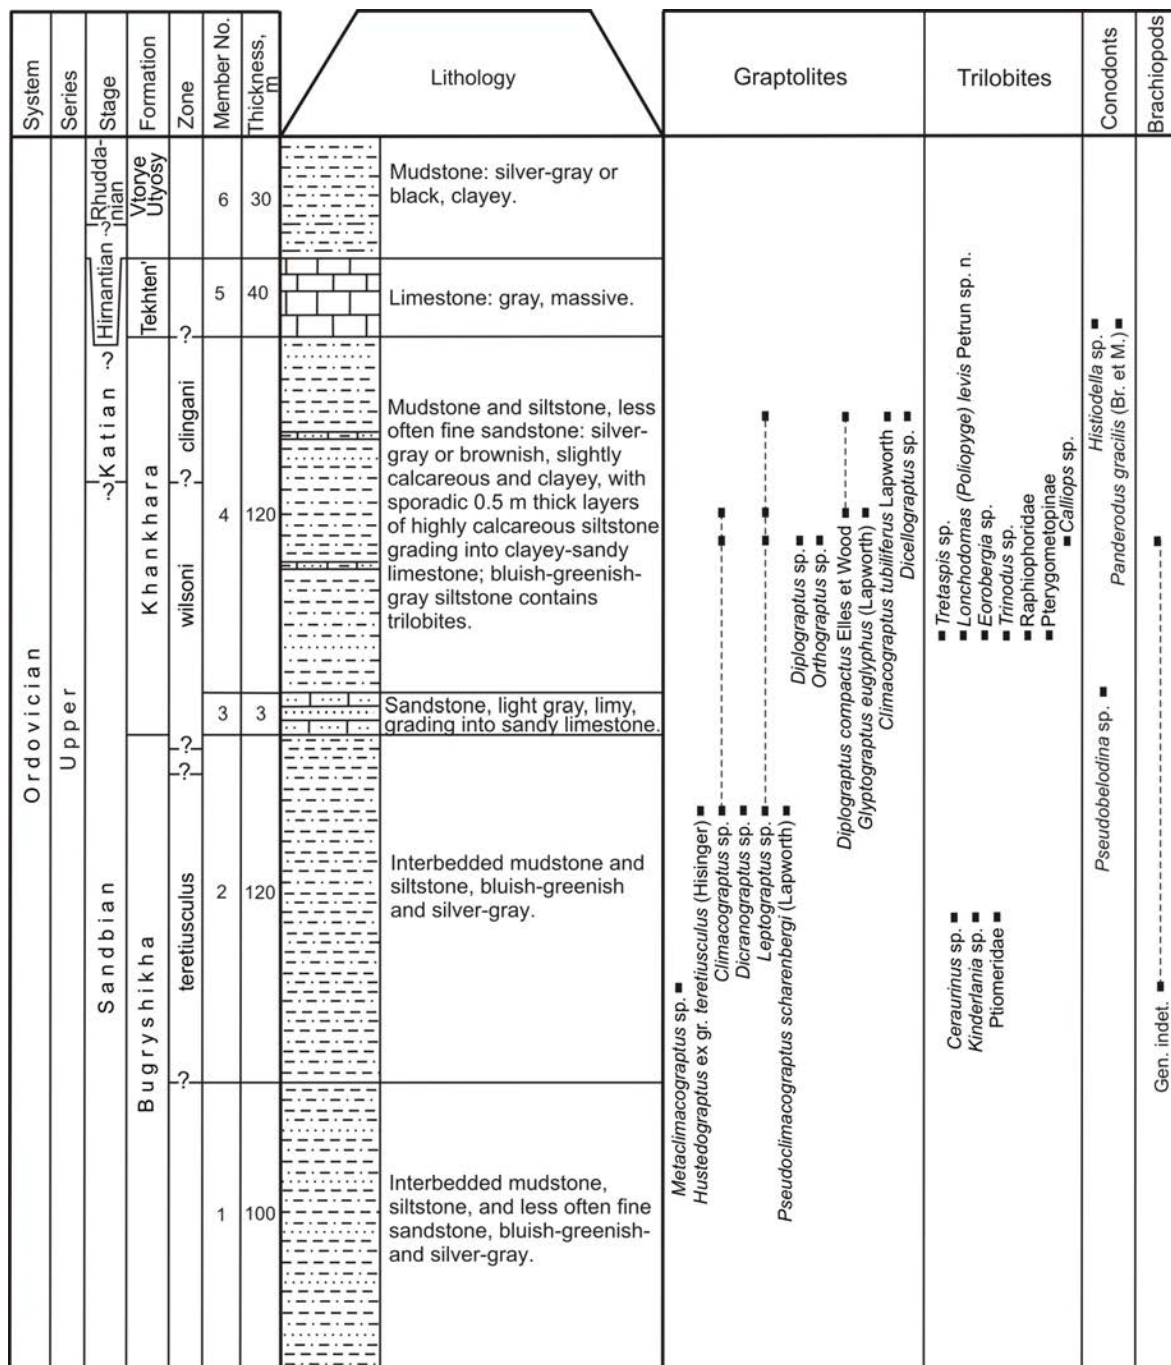 System
Series
Stage
Formation
Zone
Member No.
Thickness, m
Lithology
Graptolites
Trilobites
Conodonts
Brachiopods
Ordovician
Upper
Rhudda-
nian
?
Hirnantian
?
Katian
?
Sandbian
Vtorye
Utyosy
Tekhten'
Khankhara
Bugryshikha
?
clingani
?
wilsoni
?
?
teretiusculus
?
6
30
Mudstone: silver-gray or
black, clayey.
5
40
Limestone: gray, massive.
4
120
Mudstone and siltstone, less
often fine sandstone: silver-
gray or brownish, slightly
calcareous and clayey, with
sporadic 0.5 m thick layers
of highly calcareous siltstone
grading into clayey-sandy
limestone; bluish-greenish-
gray siltstone contains
trilobites.
3
3
Sandstone, light gray, limy,
grading into sandy limestone.
2
120
Interbedded mudstone and
siltstone, bluish-greenish
and silver-gray.
1
100
Interbedded mudstone,
siltstone, and less often fine
sandstone, bluish-greenish-
and silver-gray.
Metaclimacograptus sp.
Hustedograptus ex gr. teretiusculus (Hisinger)
Climacograptus sp.
Dicranograptus sp.
Leptograptus sp.
Pseudoclimacograptus scharenbergi (Lapworth)
Diplograptus sp.
Orthograptus sp.
Diplograptus compactus Elles et Wood
Glyptograptus euglyphus (Lapworth)
Climacograptus tubiliferus Lapworth
Dicellograptus sp.
Tretaspis sp.
Lonchodomas (Poliopyge) levis Petrun sp. n.
Eorobergia sp.
Trinodus sp.
Raphiophoridae
Pterygometopinae
Calliops sp.
Ceraurinus sp.
Kinderlania sp.
Ptiomeridae
Histiodella sp.
Panderodus gracilis (Br. et M.)
Pseudobelodina sp.
Gen. indet.